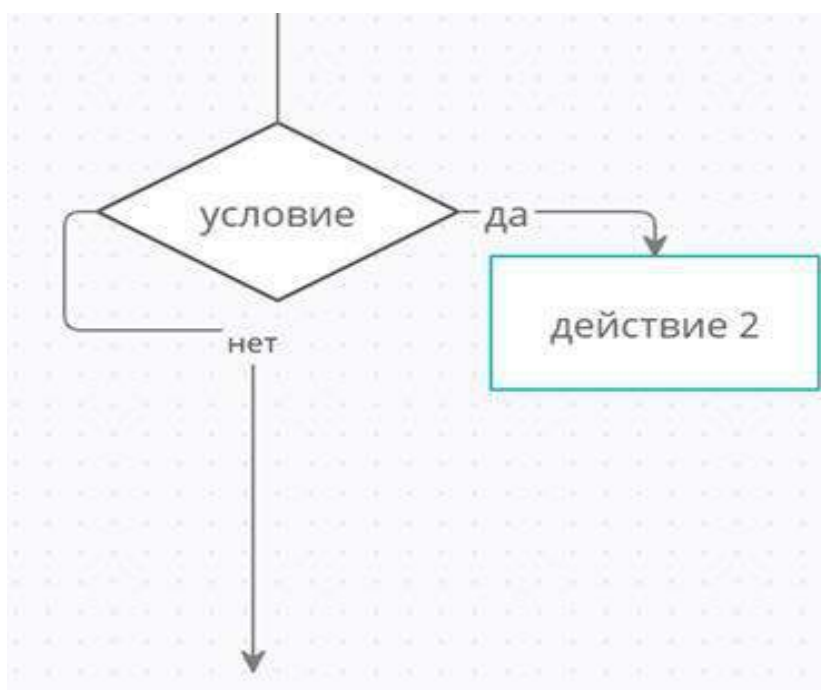 условие
да
действие 2
нет